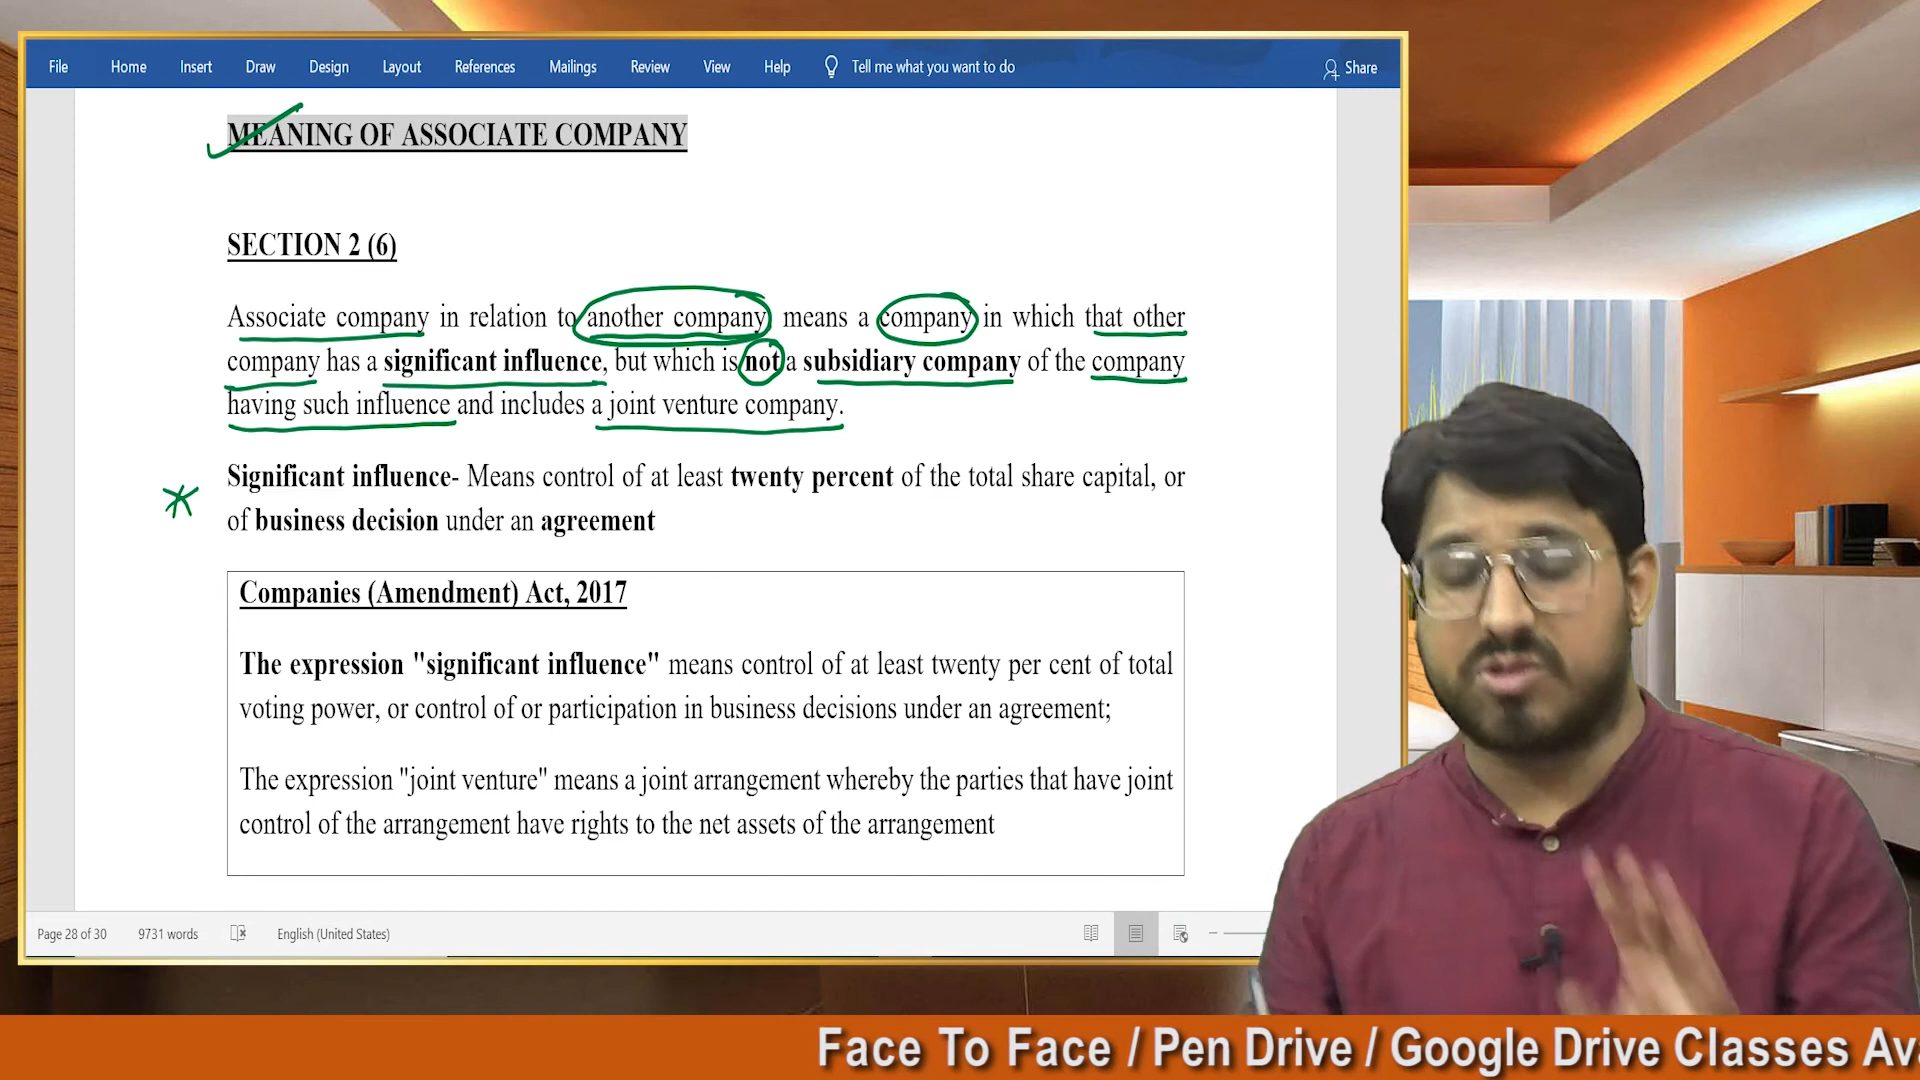 File Home Insert Draw Design Layout References Mailings Review View Help Tell me what you want to do Share
MEANING OF ASSOCIATE COMPANY
SECTION 2 (6)
Associate company in relation to another company means a company in which that other
company has a significant influence, but which is not a subsidiary company of the company
having such influence and includes a joint venture company.
Significant influence- Means control of at least twenty percent of the total share capital, or
of business decision under an agreement
Companies (Amendment) Act, 2017
The expression "significant influence" means control of at least twenty per cent of total
voting power, or control of or participation in business decisions under an agreement;
The expression "joint venture" means a joint arrangement whereby the parties that have joint
control of the arrangement have rights to the net assets of the arrangement
Page 28 of 30 9731 words English (United States)
Face To Face / Pen Drive / Google Drive Classes Av